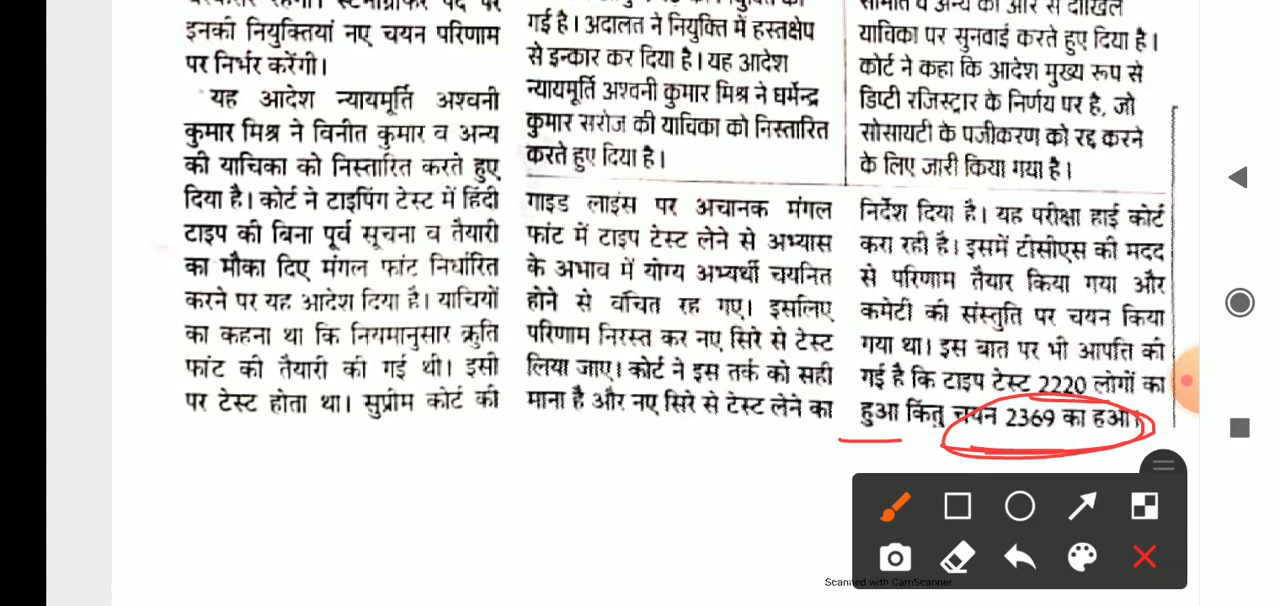 इनकी नियुक्तियां नए चयन परिणाम
पर निर्भर करेंगी।
यह आदेश न्यायमूर्ति अश्वनी
कुमार मिश्र ने विनीत कुमार व अन्य
की याचिका को निस्तारित करते हुए
दिया है। कोर्ट ने टाइपिंग टेस्ट में हिंदी
टाइप की बिना पूर्व सूचना व तैयारी
का मौका दिए मंगल फांट निर्धारित
करने पर यह आदेश दिया है। याचियों
का कहना था कि नियमानुसार क्रुति
फांट की तैयारी की गई थी। इसी
पर टेस्ट होता था। सुप्रीम कोर्ट की
गई है। अदालत ने नियुक्ति में हस्तक्षेप
से इन्कार कर दिया है। यह आदेश
न्यायमूर्ति अश्वनी कुमार मिश्र ने धर्मेन्द्र
कुमार सरोज की याचिका को निस्तारित
करते हुए दिया है।
गाइड लाइंस पर अचानक मंगल
फांट में टाइप टेस्ट लेने से अभ्यास
के अभाव में योग्य अभ्यर्थी चयनित
होने से वंचित रह गए। इसलिए
परिणाम निरस्त कर नए सिरे से टेस्ट
लिया जाए। कोर्ट ने इस तर्क को सही
माना है और नए सिरे से टेस्ट लेने का
समिति व अन्य की ओर से दाखिल
याचिका पर सुनवाई करते हुए दिया है।
कोर्ट ने कहा कि आदेश मुख्य रूप से
डिप्टी रजिस्ट्रार के निर्णय पर है, जो
सोसायटी के पंजीकरण को रद्द करने
के लिए जारी किया गया है।
निर्देश दिया है। यह परीक्षा हाई कोर्ट
करा रही है। इसमें टीसीएस की मदद
से परिणाम तैयार किया गया और
कमेटी की संस्तुति पर चयन किया
गया था। इस बात पर भी आपत्ति की
गई है कि टाइप टेस्ट 2220 लोगों का
हुआ किंतु चयन 2369 का हुआ।
Scanned with CamScanner